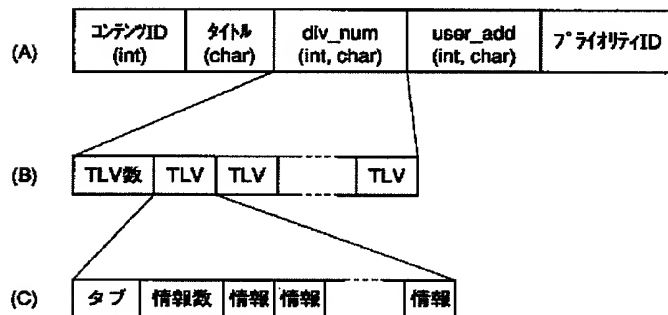 (A)
コンテンツID
(int)
タイトル
(char)
div_num
(int, char)
user_add
(int, char)
プライオリティID
(B)
TLV数
TLV
TLV
TLV
(C)
タブ
情報数
情報
情報
情報